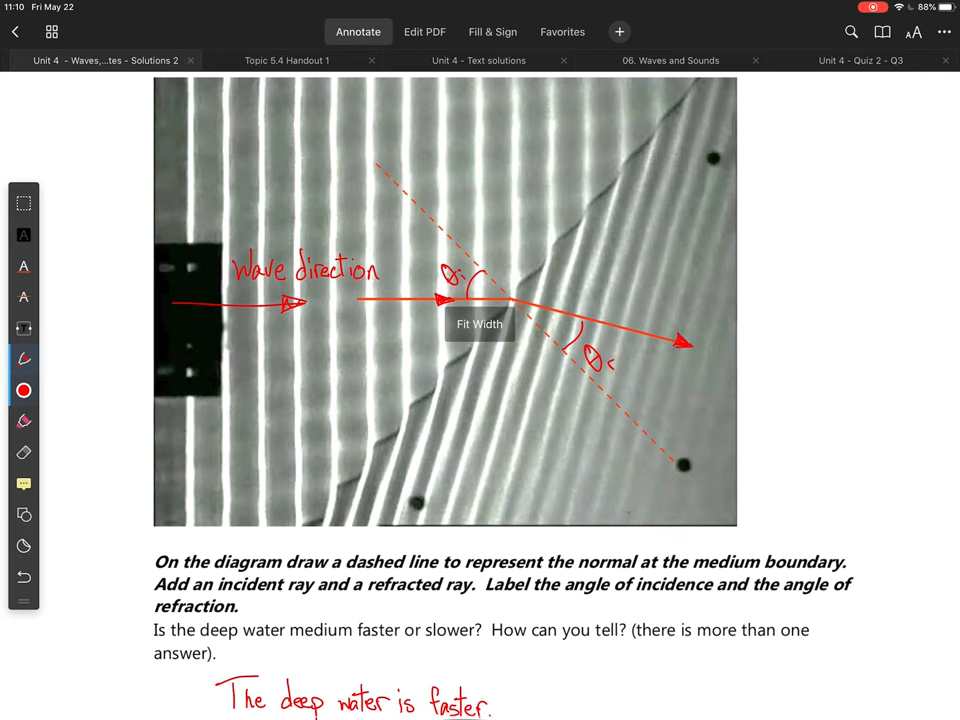 11:10 Fri May 22
88%
Annotate Edit PDF Fill & Sign Favorites
Unit 4 - Waves,...tes - Solutions 2
Topic 5.4 Handout 1
Unit 4 - Text solutions
06. Waves and Sounds
Unit 4 - Quiz 2 - Q3
Wave direction
θi
Fit Width
θr
On the diagram draw a dashed line to represent the normal at the medium boundary.
Add an incident ray and a refracted ray. Label the angle of incidence and the angle of
refraction.
Is the deep water medium faster or slower? How can you tell? (there is more than one
answer).
The deep water is faster.